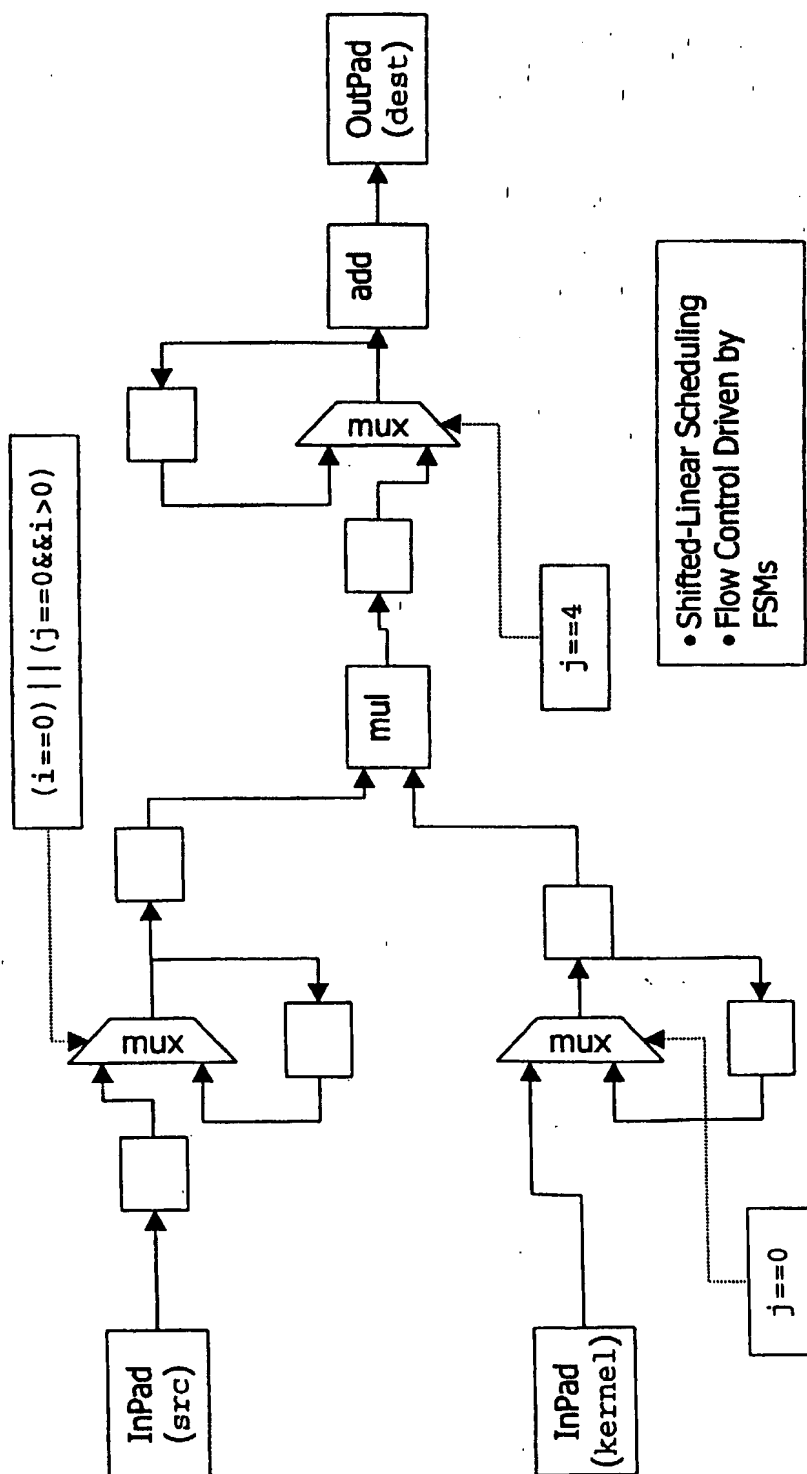 InPad
(src)
mux
(i==0)||(j==0&&i>0)
InPad
(kernel)
mux
j==0
mul
mux
j==4
add
OutPad
(dest)
• Shifted-Linear Scheduling
• Flow Control Driven by
FSMs